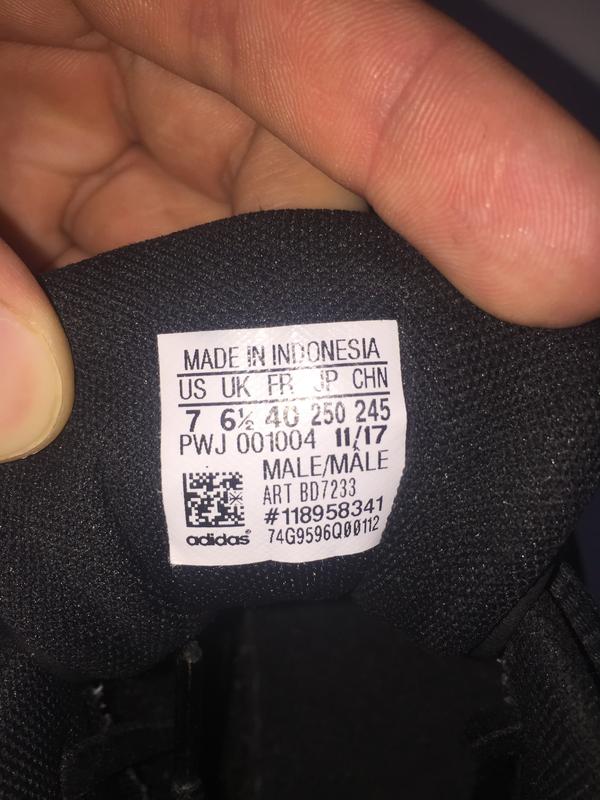 MADE IN INDONESIA
US UK FR JP CHN
7 6½ 40 250 245
PWJ 001004 11/17
MALE/MÂLE
ART BD7233
#118958341
adidas® 74G9596Q00112